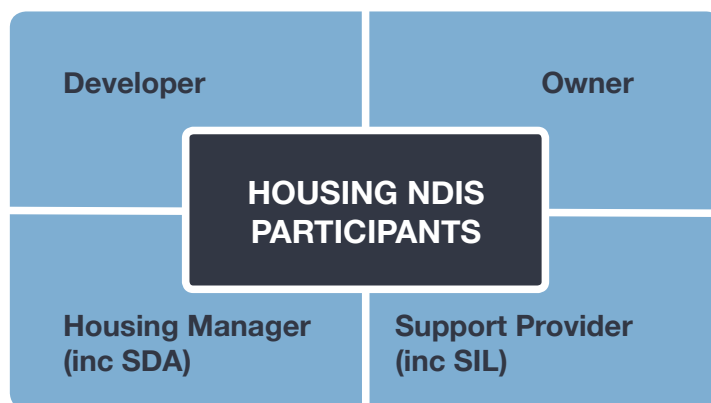 Developer
Owner
HOUSING NDIS
PARTICIPANTS
Housing Manager
(inc SDA)
Support Provider
(inc SIL)